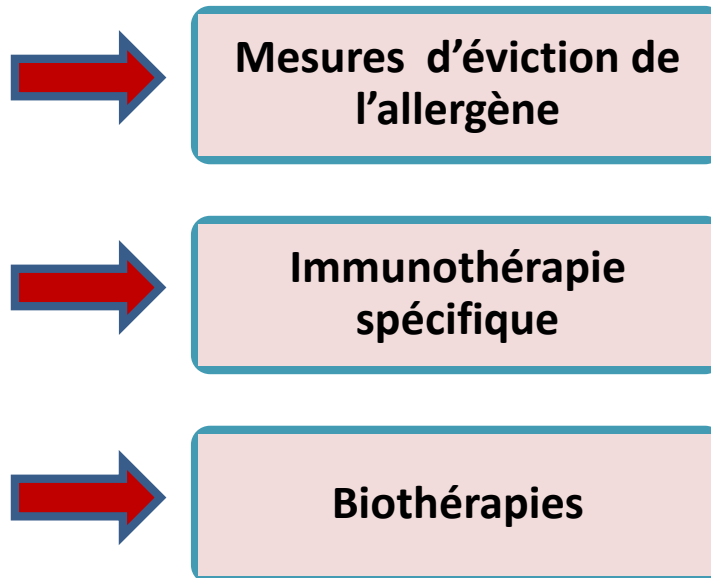 Mesures d’éviction de
l’allergène
Immunothérapie
spécifique
Biothérapies